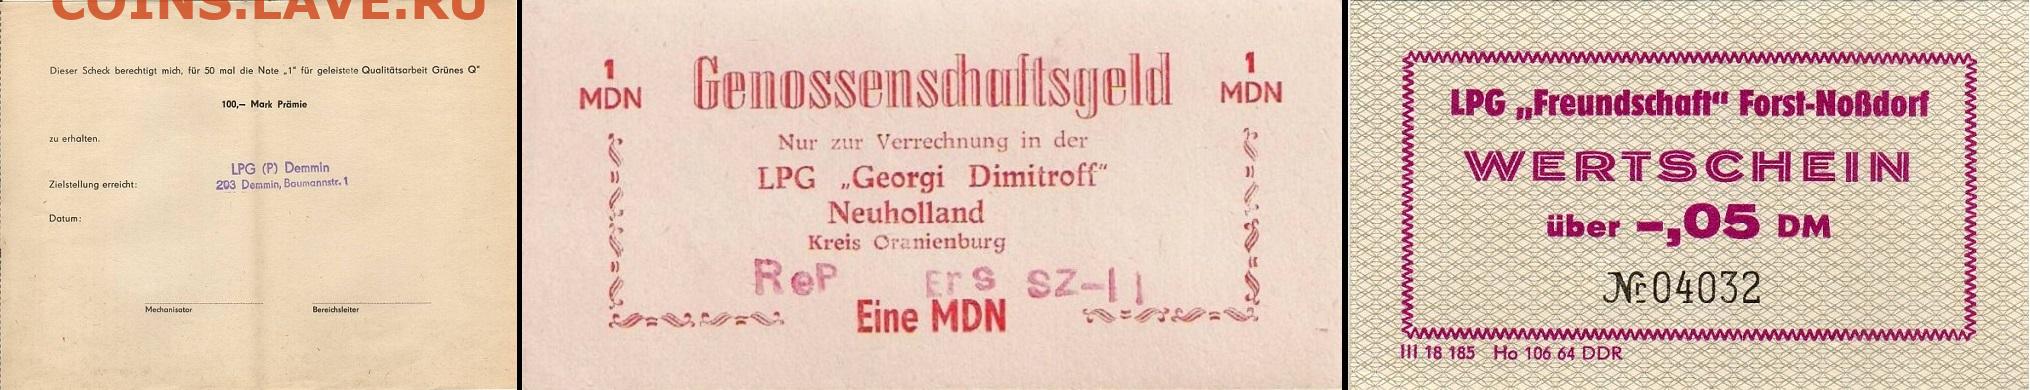 COINS.LAVE.RU
Dieser Scheck berechtigt mich, für 50 mal die Note „1" für geleistete Qualitätsarbeit Grünes Q"
100,— Mark Prämie
zu erhalten.
LPG (P) Demmin
Zielstellung erreicht:
203 Demmin, Baumannstr. 1
Datum:
Mechanisator
Bereichsleiter
1
MDN
Genossenschaftsgeld
1
MDN
Nur zur Verrechnung in der
LPG „Georgi Dimitroff"
Neuholland
Kreis Oranienburg
ReP ErS SZ-11
Eine MDN
LPG „Freundschaft" Forst-Noßdorf
WERTSCHEIN
über -,05 DM
Nr 04032
III 18 185 Ho 106 64 DDR